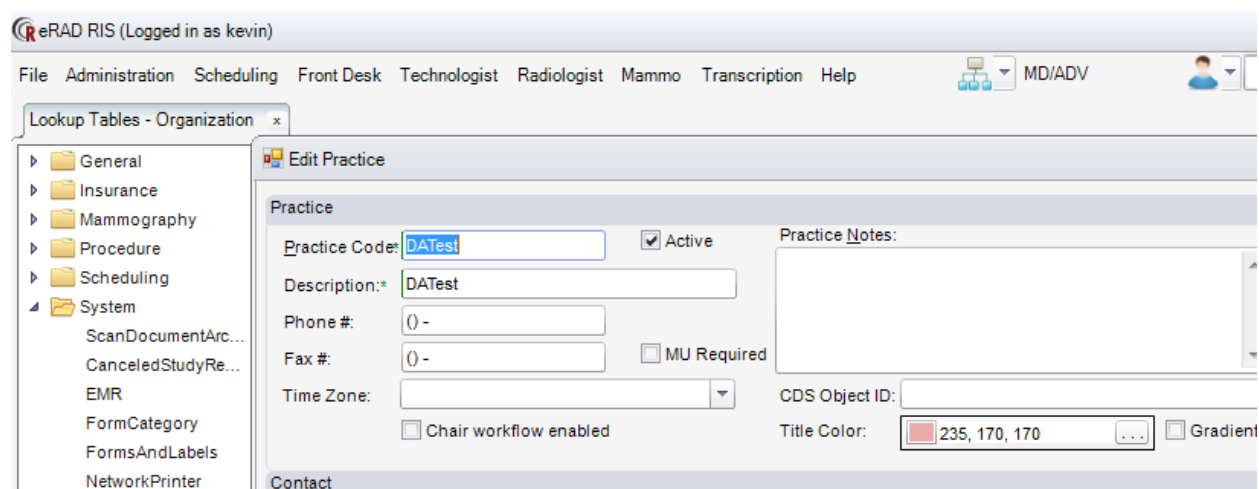 eRAD RIS (Logged in as kevin)
File Administration Scheduling Front Desk Technologist Radiologist Mammo Transcription Help MD/ADV
Lookup Tables - Organization x
General
Insurance
Mammography
Procedure
Scheduling
System
ScanDocumentArc...
CanceledStudyRe...
EMR
FormCategory
FormsAndLabels
NetworkPrinter
Edit Practice
Practice
Practice Code:* DATest Active Practice Notes:
Description:* DATest
Phone #: () -
Fax #: () - MU Required
Time Zone: CDS Object ID:
Chair workflow enabled Title Color: 235, 170, 170 ... Gradient
Contact